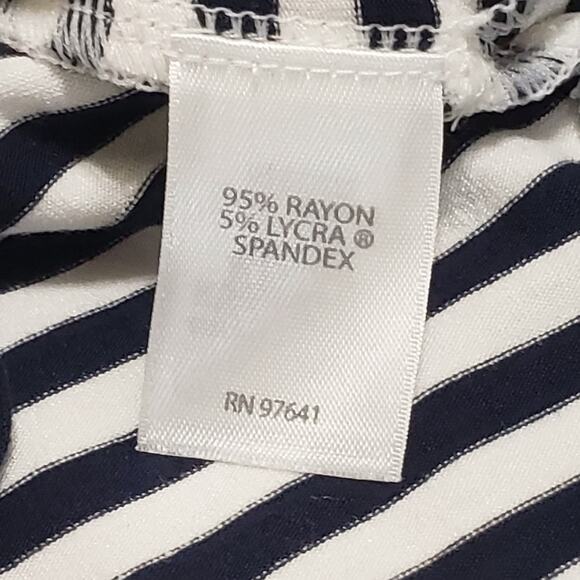 95% RAYON
5% LYCRA ®
SPANDEX
RN 97641